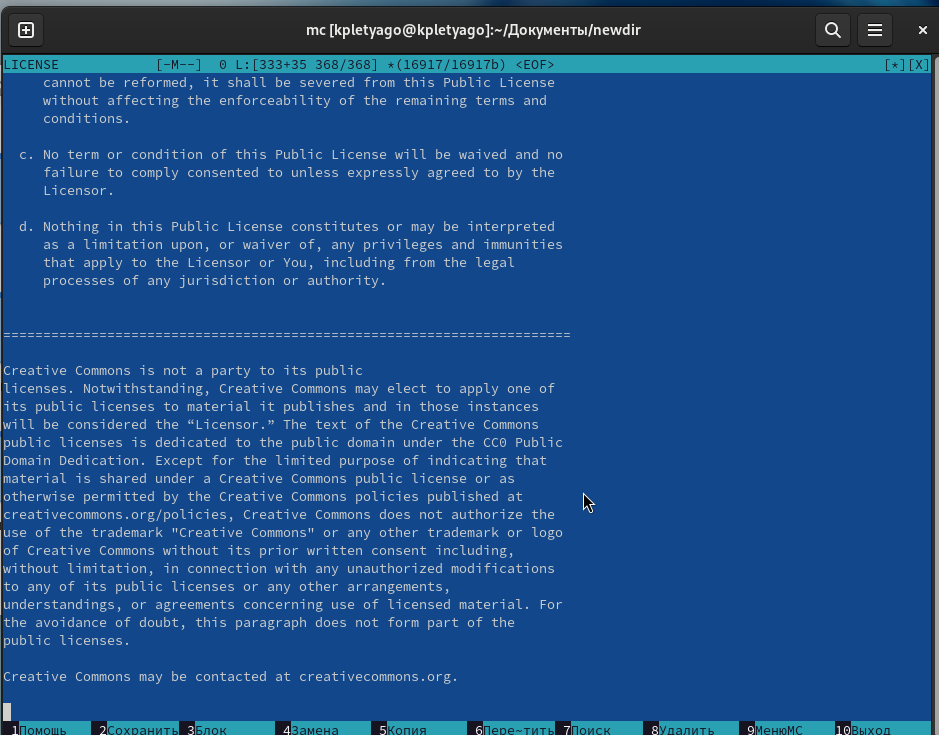 mc [kpletyago@kpletyago]:~/Документы/newdir
LICENSE [-M--] 0 L:[333+35 368/368] *(16917/16917b) <EOF> [*][X]
cannot be reformed, it shall be severed from this Public License
without affecting the enforceability of the remaining terms and
conditions.
c. No term or condition of this Public License will be waived and no
failure to comply consented to unless expressly agreed to by the
Licensor.
d. Nothing in this Public License constitutes or may be interpreted
as a limitation upon, or waiver of, any privileges and immunities
that apply to the Licensor or You, including from the legal
processes of any jurisdiction or authority.
=======================================================================
Creative Commons is not a party to its public
licenses. Notwithstanding, Creative Commons may elect to apply one of
its public licenses to material it publishes and in those instances
will be considered the “Licensor.” The text of the Creative Commons
public licenses is dedicated to the public domain under the CC0 Public
Domain Dedication. Except for the limited purpose of indicating that
material is shared under a Creative Commons public license or as
otherwise permitted by the Creative Commons policies published at
creativecommons.org/policies, Creative Commons does not authorize the
use of the trademark "Creative Commons" or any other trademark or logo
of Creative Commons without its prior written consent including,
without limitation, in connection with any unauthorized modifications
to any of its public licenses or any other arrangements,
understandings, or agreements concerning use of licensed material. For
the avoidance of doubt, this paragraph does not form part of the
public licenses.
Creative Commons may be contacted at creativecommons.org.
1Помощь 2Сохранить 3Блок 4Замена 5Копия 6Пере~тить 7Поиск 8Удалить 9МенюMC 10Выход